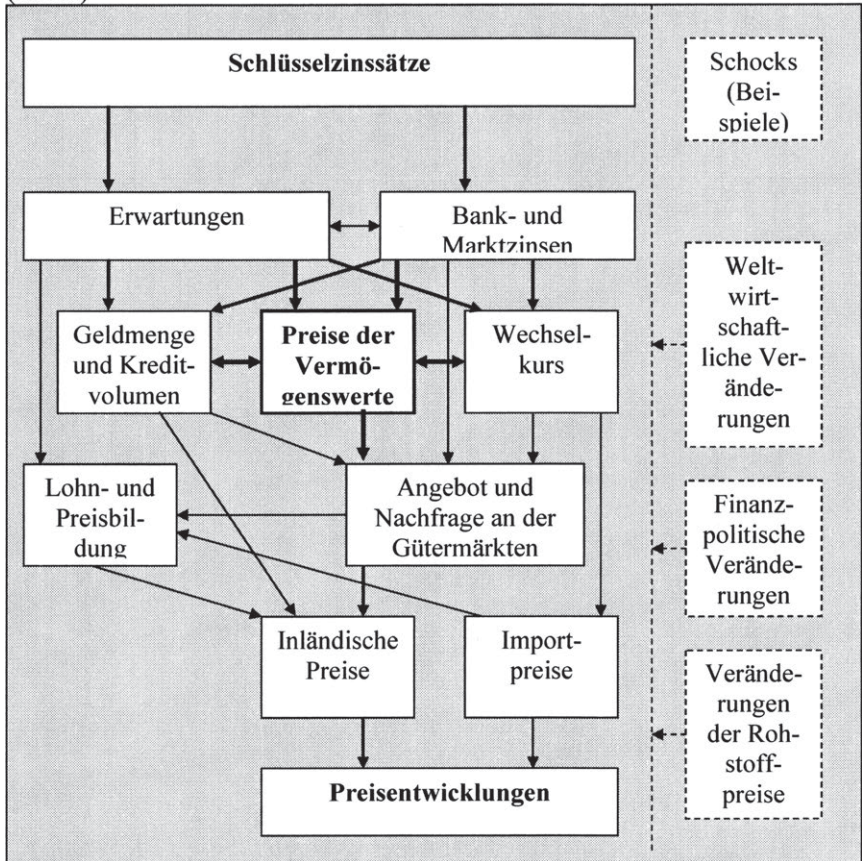 Schlüsselzinssätze
Schocks
(Bei-
spiele)
Erwartungen
Bank- und
Marktzinsen
Welt-
wirt-
schaft-
liche Ver-
ände-
rungen
Geldmenge
und Kredit-
volumen
Preise der
Vermö-
genswerte
Wechsel-
kurs
Lohn- und
Preisbil-
dung
Angebot und
Nachfrage an der
Gütermärkten
Finanz-
politische
Verände-
rungen
Inländische
Preise
Import-
preise
Verände-
rungen
der Roh-
stoff-
preise
Preisentwicklungen